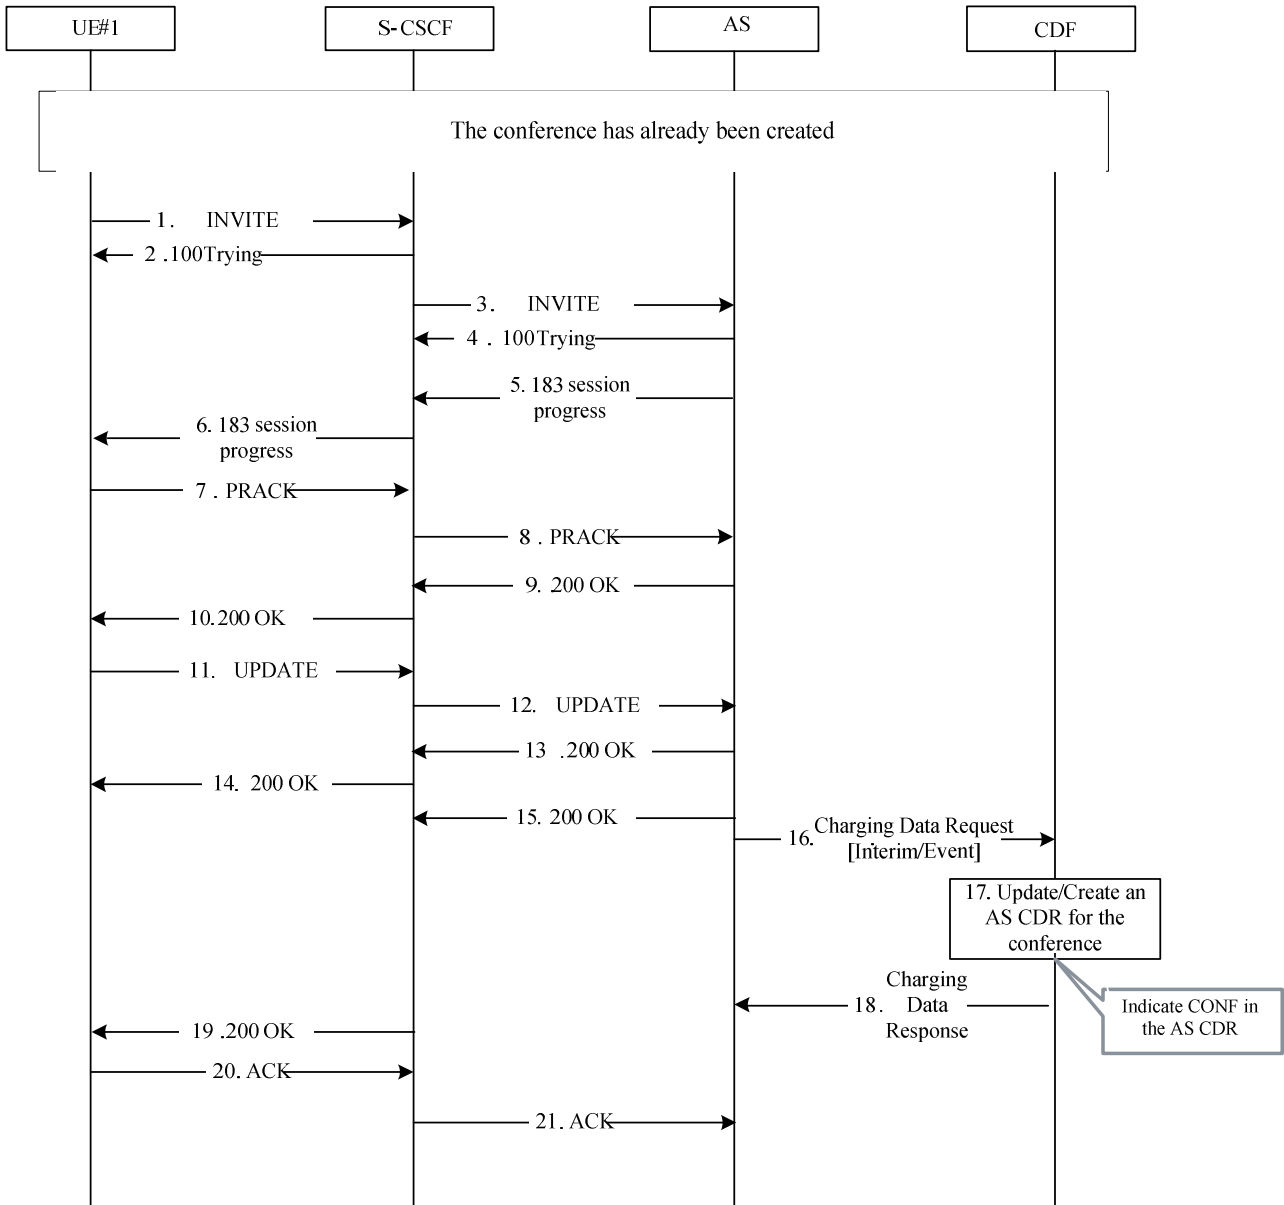 UE#1
S-CSCF
AS
CDF
The conference has already been created
1. INVITE
2 .100Trying
3. INVITE
4 . 100Trying
5. 183 session
progress
6. 183 session
progress
7 . PRACK
8 . PRACK
9. .200 OK
10.200 OK
11. UPDATE
12. UPDATE
13 .200 OK
14. 200 OK
15. 200 OK
16. Charging Data Request
[Interim/Event]
17. Update/Create an
AS CDR for the
conference
Charging
18. Data
Response
Indicate CONF in
the AS CDR
19 .200 OK
20. ACK
21. ACK